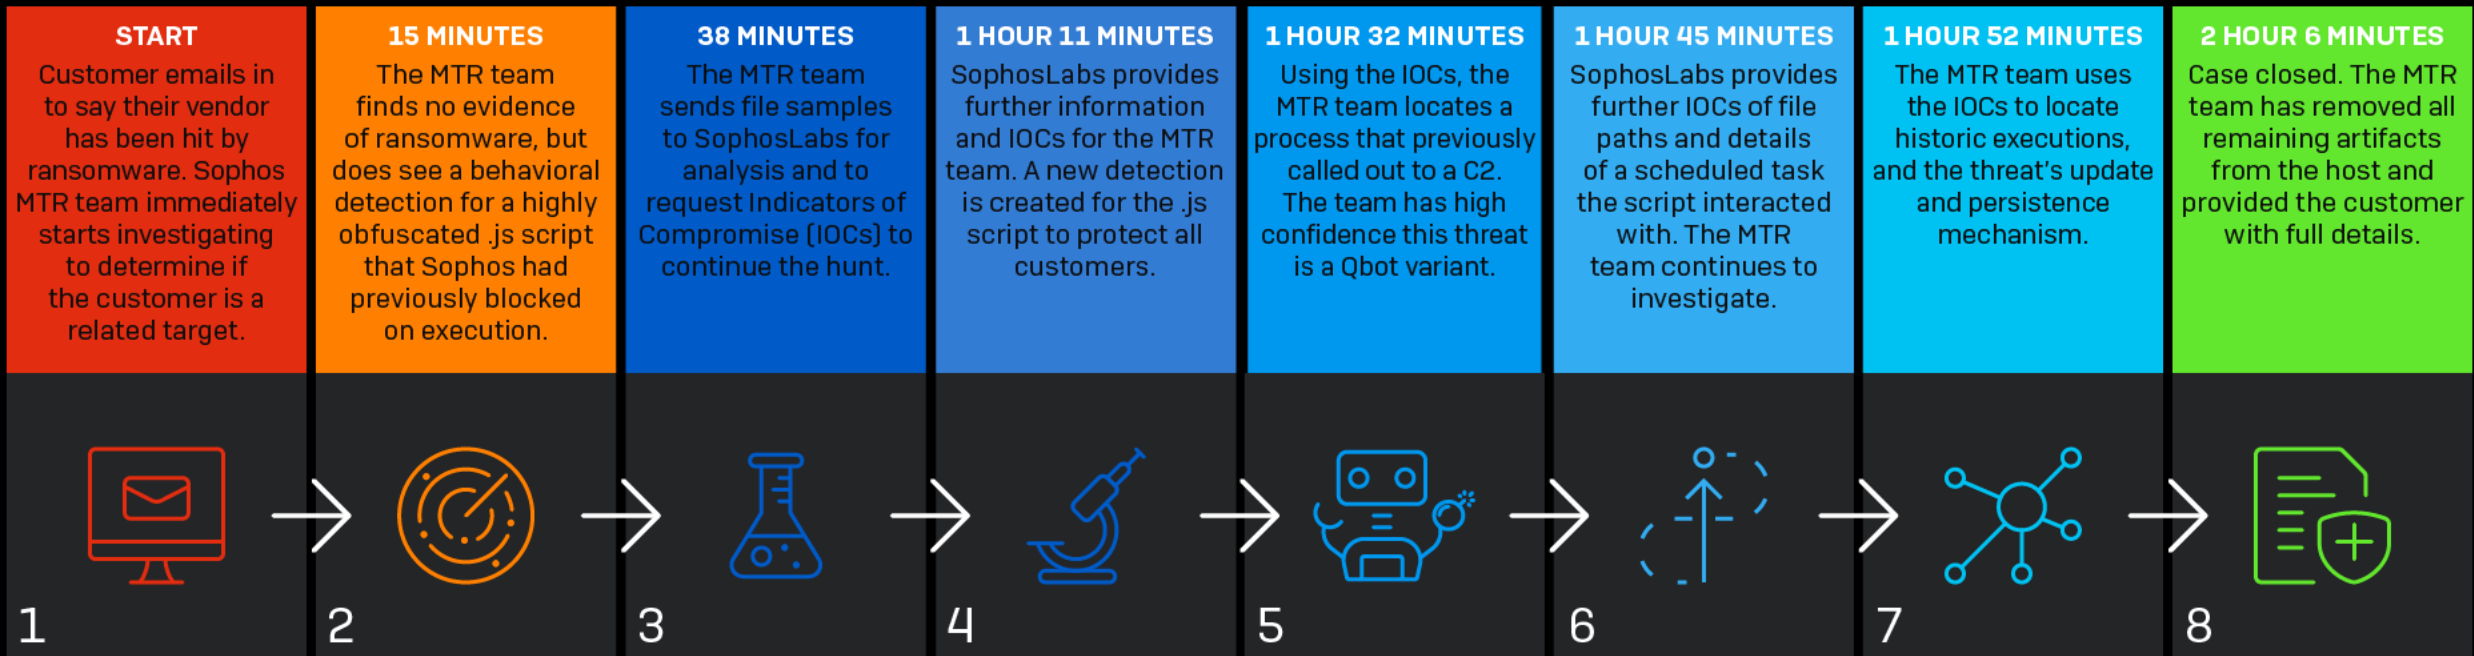 START
Customer emails in
to say their vendor
has been hit by
ransomware. Sophos
MTR team immediately
starts investigating
to determine if
the customer is a
related target.
1
15 MINUTES
The MTR team
finds no evidence
of ransomware, but
does see a behavioral
detection for a highly
obfuscated .js script
that Sophos had
previously blocked
on execution.
2
38 MINUTES
The MTR team
sends file samples
to SophosLabs for
analysis and to
request Indicators of
Compromise (IOCs) to
continue the hunt.
3
1 HOUR 11 MINUTES
SophosLabs provides
further information
and IOCs for the MTR
team. A new detection
is created for the .js
script to protect all
customers.
4
1 HOUR 32 MINUTES
Using the IOCs, the
MTR team locates a
process that previously
called out to a C2.
The team has high
confidence this threat
is a Qbot variant.
5
1 HOUR 45 MINUTES
SophosLabs provides
further IOCs of file
paths and details
of a scheduled task
the script interacted
with. The MTR
team continues to
investigate.
6
1 HOUR 52 MINUTES
The MTR team uses
the IOCs to locate
historic executions,
and the threat's update
and persistence
mechanism.
7
2 HOUR 6 MINUTES
Case closed. The MTR
team has removed all
remaining artifacts
from the host and
provided the customer
with full details.
8